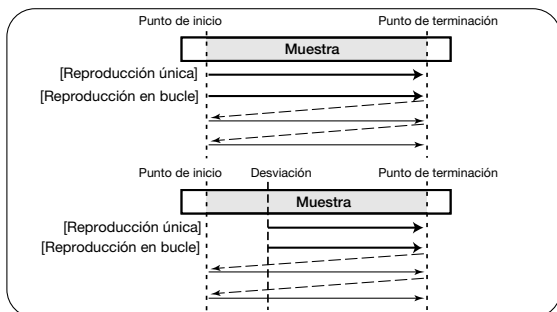 Punto de inicio Punto de terminación
Muestra
[Reproducción única]
[Reproducción en bucle]
Punto de inicio Desviación Punto de terminación
Muestra
[Reproducción única]
[Reproducción en bucle]